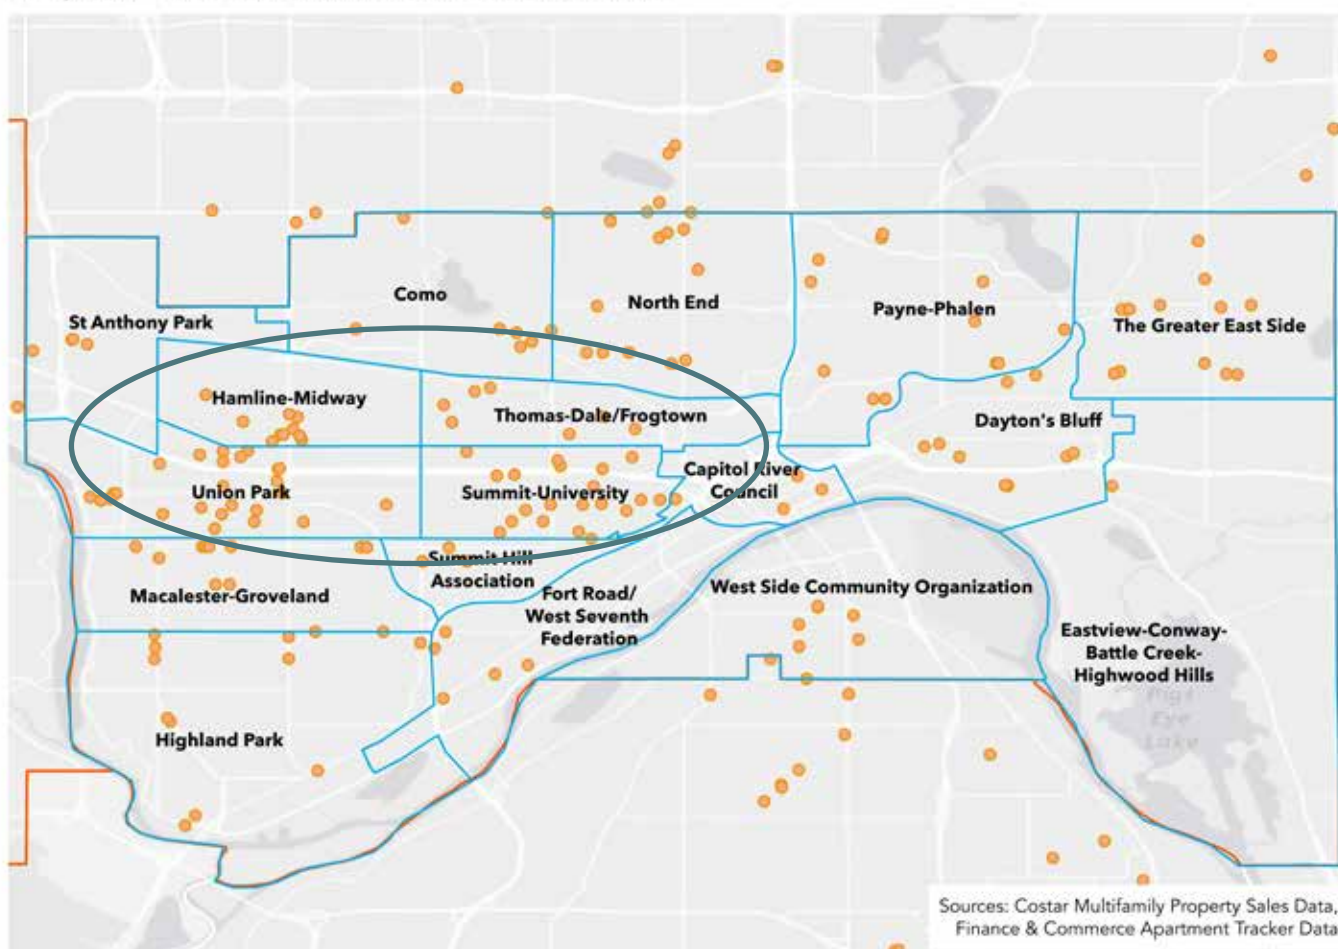 Como
North End
Payne-Phalen
St Anthony Park
The Greater East Side
Hamline-Midway
Thomas-Dale/Frogtown
Dayton's Bluff
Union Park
Summit-University
Capitol River
Council
Summit Hill
Association
Macalester-Groveland
Fort Road/
West Seventh
Federation
West Side Community Organization
Eastview-Conway-
Battle Creek-
Highwood Hills
Pigs
Eye
Lake
Highland Park
Sources: Costar Multifamily Property Sales Data,
Finance & Commerce Apartment Tracker Data